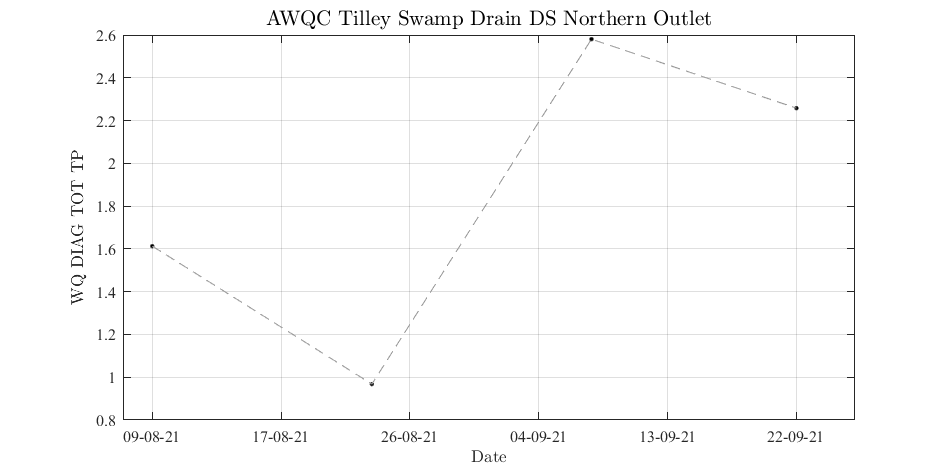 AWQC Tilley Swamp Drain DS Northern Outlet
2.6
2.4
2.2
2
1.8
1.6
1.4
1.2
1
0.8
WQ DIAG TOT TP
09-08-21 17-08-21 26-08-21 04-09-21 13-09-21 22-09-21
Date